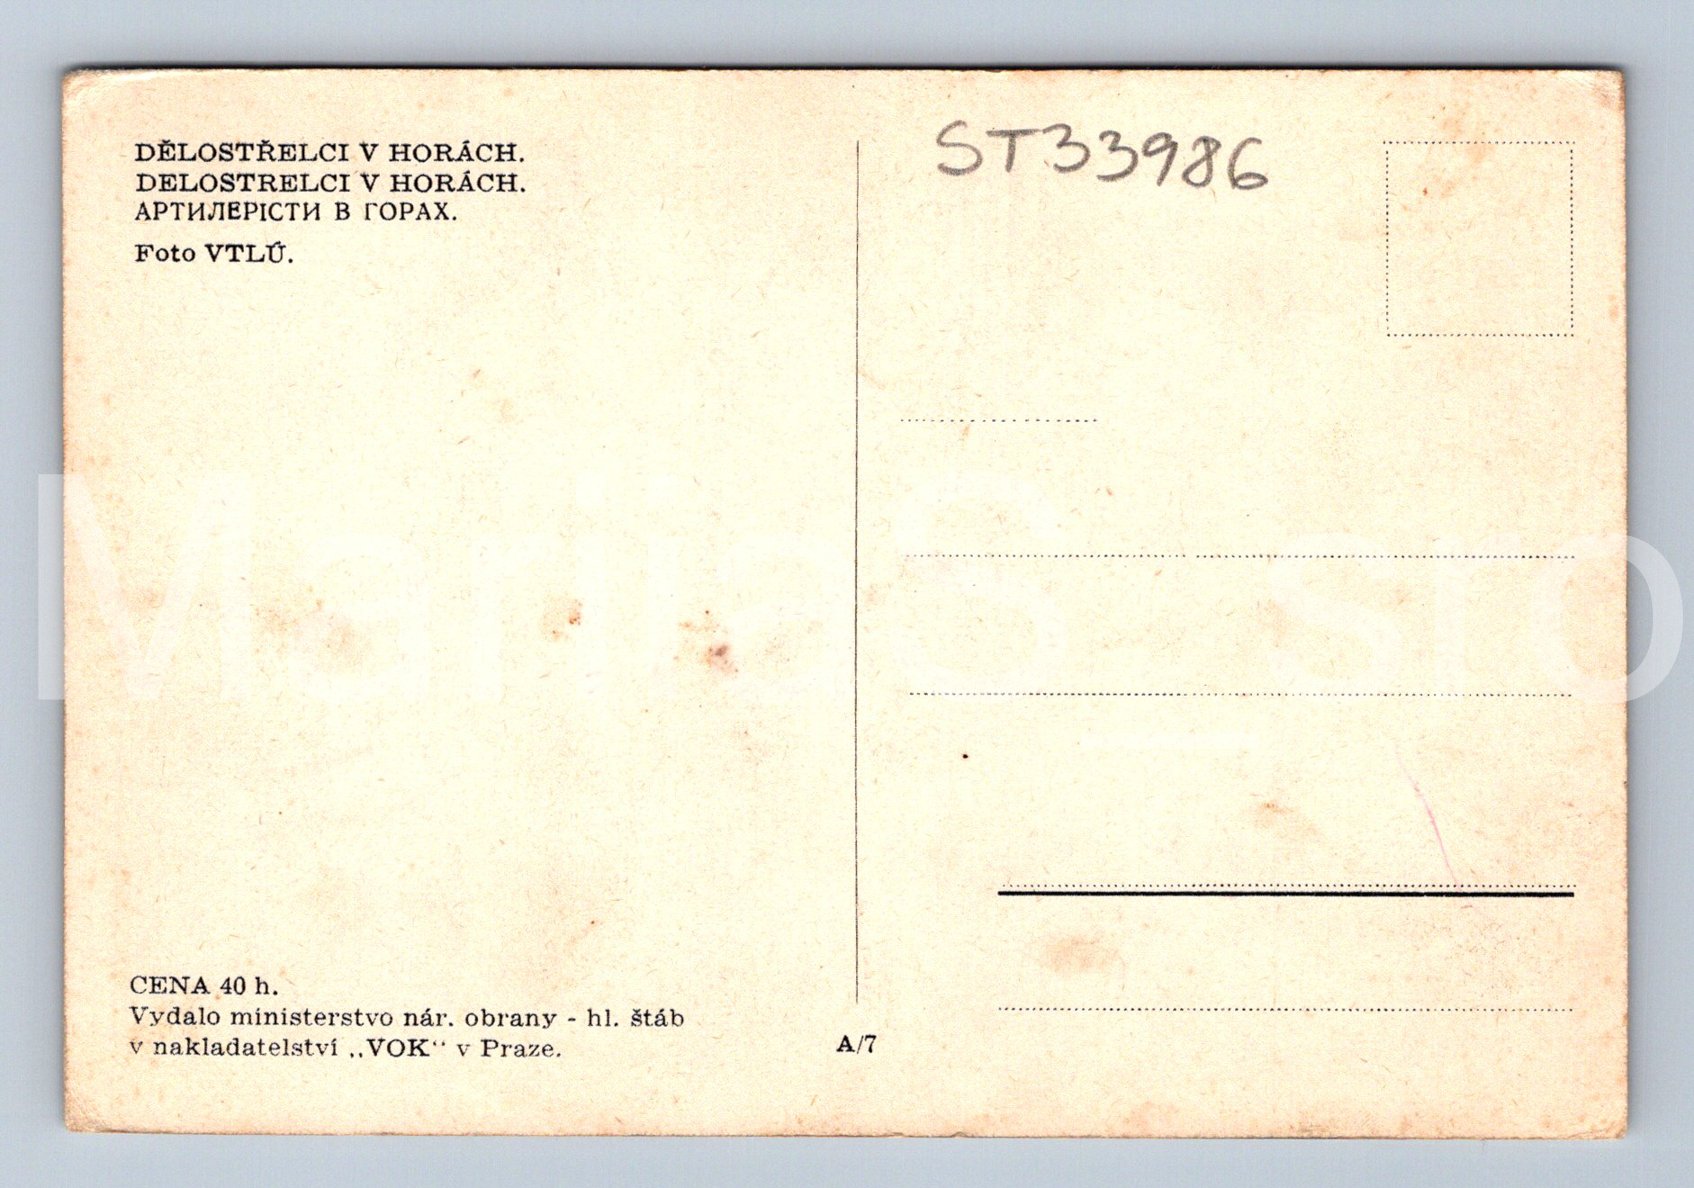 DĚLOSTŘELCI V HORÁCH.
DELOSTRELCI V HORÁCH.
АРТИЛЕРІСТИ В ГОРАХ.
Foto VTLÚ.
ST33986
CENA 40 h.
Vydalo ministerstvo nár. obrany - hl. štáb
v nakladatelství „VOK“ v Praze.
A/7